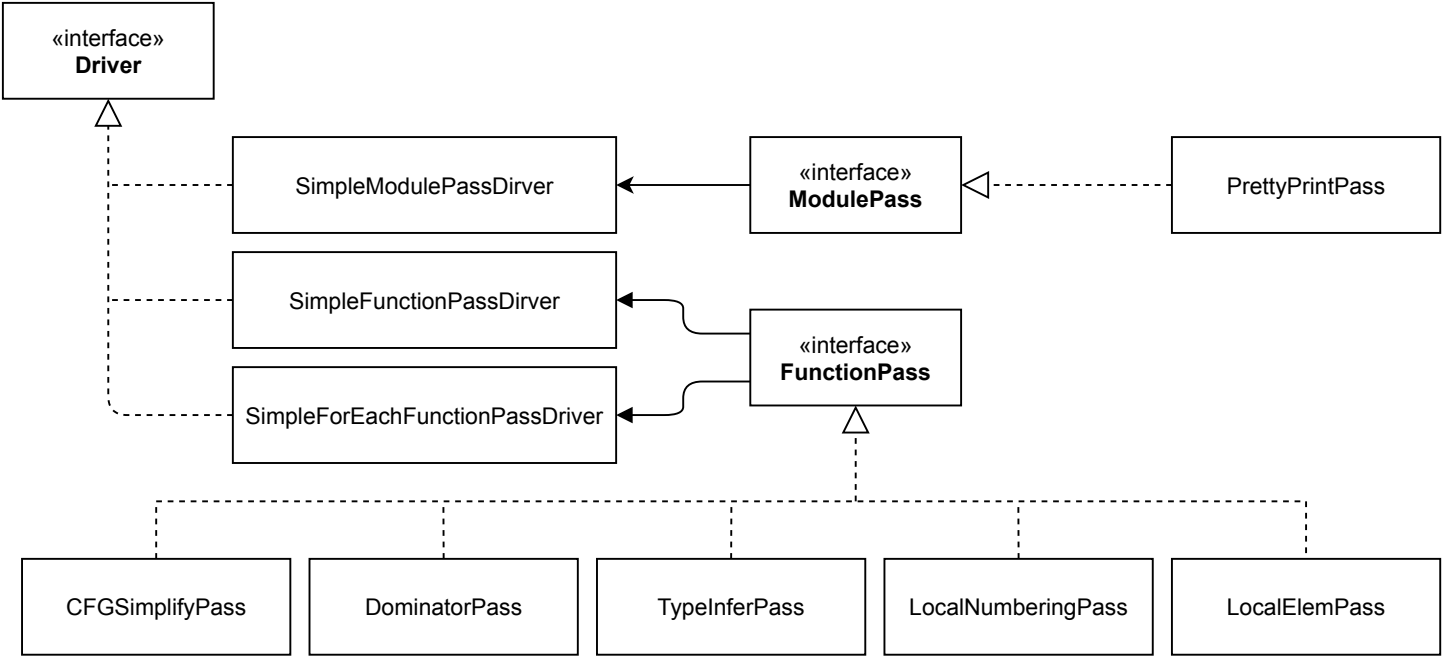 «interface»
Driver
SimpleModulePassDirver
«interface»
ModulePass
PrettyPrintPass
SimpleFunctionPassDirver
«interface»
FunctionPass
SimpleForEachFunctionPassDriver
CFGSimplifyPass
DominatorPass
TypeInferPass
LocalNumberingPass
LocalElemPass